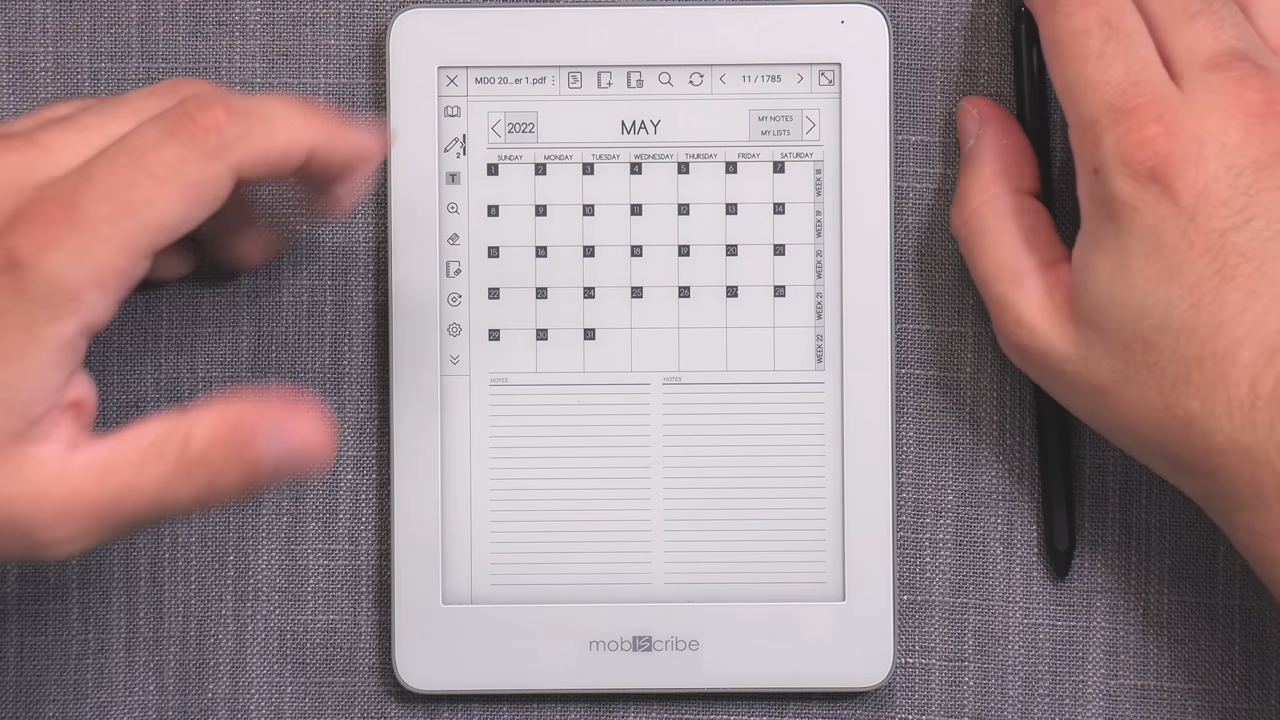 MDO 20...er 1.pdf
11 / 1785
2
T
2022
MAY
MY NOTES
MY LISTS
SUNDAY MONDAY TUESDAY WEDNESDAY THURSDAY FRIDAY SATURDAY
1 2 3 4 5 6 7 WEEK 18
8 9 10 11 12 13 14 WEEK 19
15 16 17 18 19 20 21 WEEK 20
22 23 24 25 26 27 28 WEEK 21
29 30 31 WEEK 22
NOTES NOTES
mobiscribe